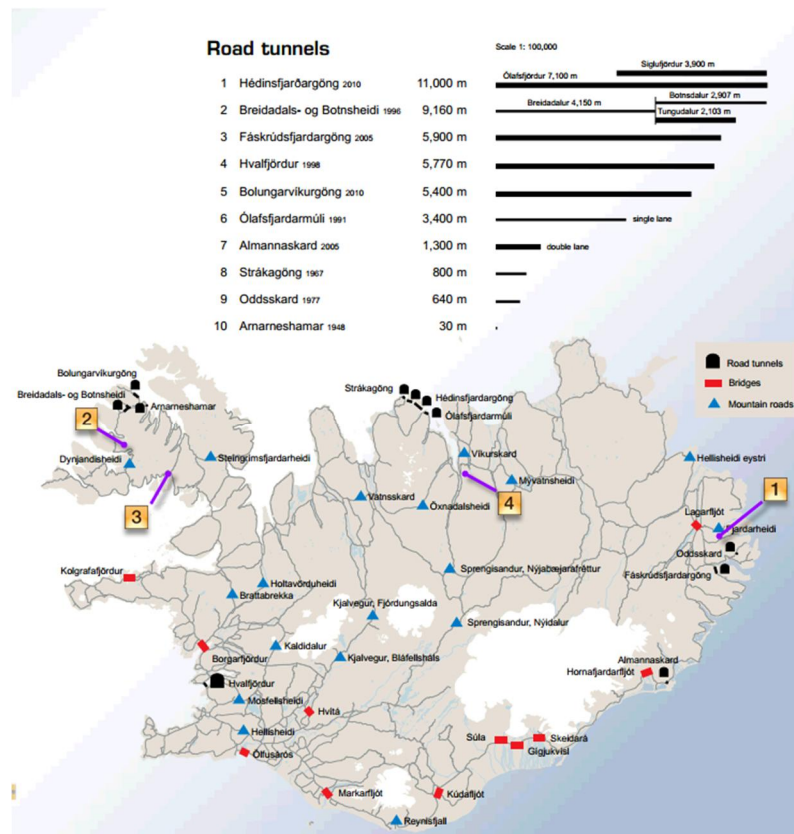 Road tunnels
Scale 1: 100,000
Siglufjördur 3,900 m
1 Hédinsfjarðargöng 2010 11,000 m Ólafsfjördur 7,100 m
Botnsdalur 2,907 m
2 Breidadals- og Botnsheidi 1996 9,160 m Breidadalur 4,150 m
Tungudalur 2,103 m
3 Fáskrúdsfjardargöng 2005 5,900 m
4 Hvalfjördur 1998 5,770 m
5 Bolungarvíkurgöng 2010 5,400 m
6 Ólafsfjardarmúli 1991 3,400 m single lane
7 Almannaskard 2005 1,300 m double lane
8 Strákagöng 1967 800 m
9 Oddsskard 1977 640 m
10 Arnarneshamar 1948 30 m
Road tunnels
Bridges
Mountain roads
Bolungarvíkurgöng
Breidadals- og Botnsheidi
Arnarneshamar
2
Dynjandisheidi
Steingrímsfjardarheidi
3
Strákagöng
Hédinsfjardargöng
Ólafsfjardarmúli
Víkurskard
Mývatnsheidi
4
Vatnsskard
Öxnadalsheidi
Hellisheidi eystri
1
Lagarfljót
Fjardarheidi
Oddsskard
Fáskrúdsfjardargöng
Kolgrafafjördur
Holtavörduheidi
Brattabrekka
Sprengisandur, Nýjabæjarafréttur
Kjalvegur, Fjórdungsalda
Sprengisandur, Nýidalur
Borgarfjördur
Kaldidalur
Kjalvegur, Bláfellsháls
Almannaskard
Hornafjardarfljót
Hvalfjördur
Mosfellsheidi
Hvítá
Hellisheidi
Ölfusárós
Súla
Skeidará
Gígjukvísl
Markarfljót
Kúdafljót
Reynisfjall